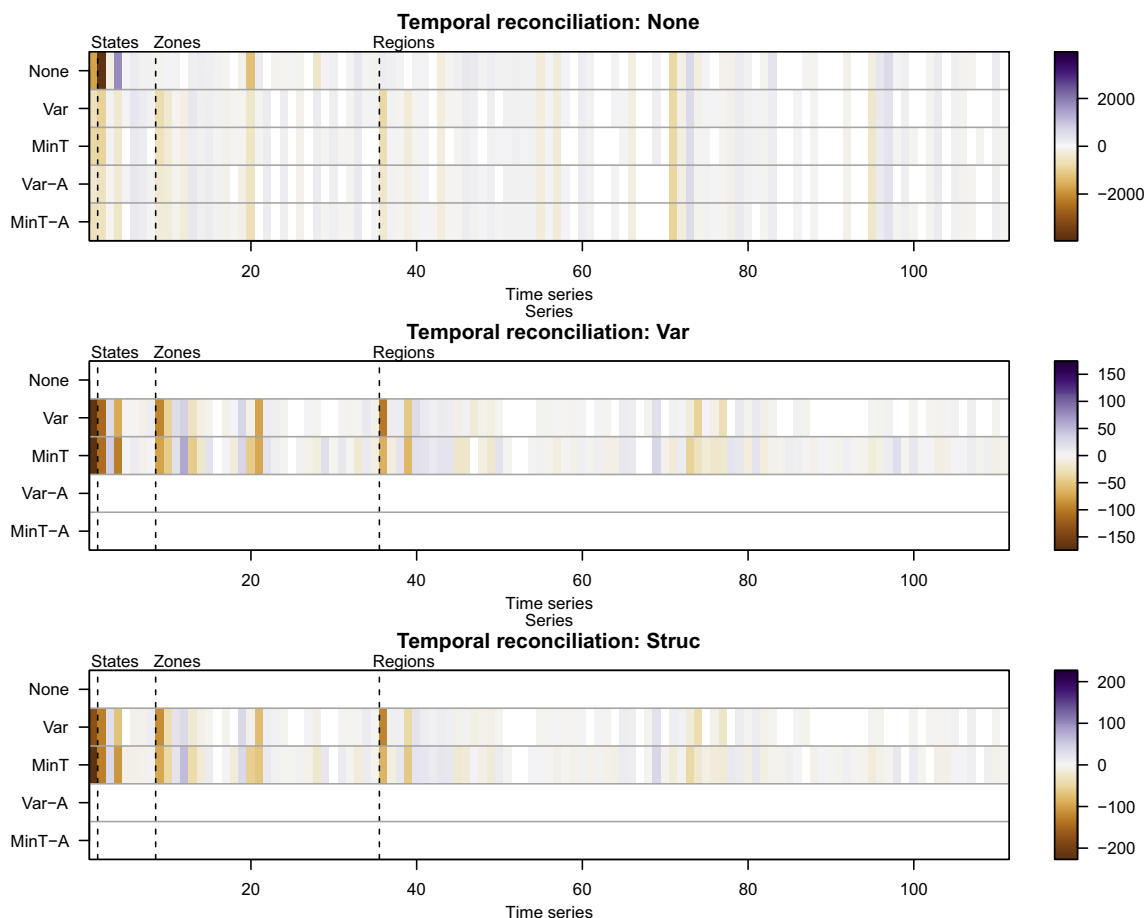 Temporal reconciliation: None
States Zones Regions
None
Var
MinT
Var−A
MinT−A
2000
0
−2000
20 40 60 80 100
Time series
Series
Temporal reconciliation: Var
States Zones Regions
None
Var
MinT
Var−A
MinT−A
150
100
50
0
−50
−100
−150
20 40 60 80 100
Time series
Series
Temporal reconciliation: Struc
States Zones Regions
None
Var
MinT
Var−A
MinT−A
200
100
0
−100
−200
20 40 60 80 100
Time series